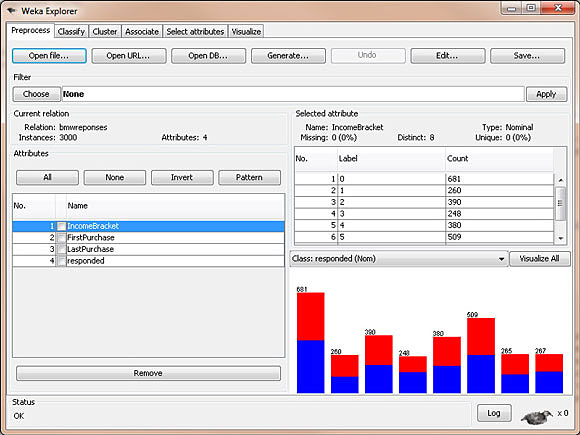 Weka Explorer
Preprocess Classify Cluster Associate Select attributes Visualize
Open file... Open URL... Open DB... Generate... Undo Edit... Save...
Filter
Choose None Apply
Current relation
Relation: bmwreponses
Instances: 3000 Attributes: 4
Attributes
All None Invert Pattern
No. Name
1 IncomeBracket
2 FirstPurchase
3 LastPurchase
4 responded
Remove
Selected attribute
Name: IncomeBracket Type: Nominal
Missing: 0 (0%) Distinct: 8 Unique: 0 (0%)
No. Label Count
1 0 681
2 1 260
3 2 390
4 3 248
5 4 380
6 5 509
Class: responded (Nom) Visualize All
681
260
390
248
380
509
265
267
Status
OK
Log x 0